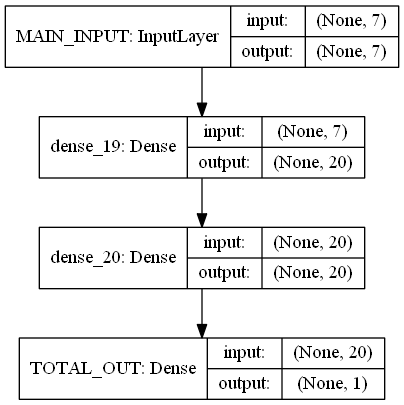 MAIN_INPUT: InputLayer
input: (None, 7)
output: (None, 7)
dense_19: Dense
input: (None, 7)
output: (None, 20)
dense_20: Dense
input: (None, 20)
output: (None, 20)
TOTAL_OUT: Dense
input: (None, 20)
output: (None, 1)